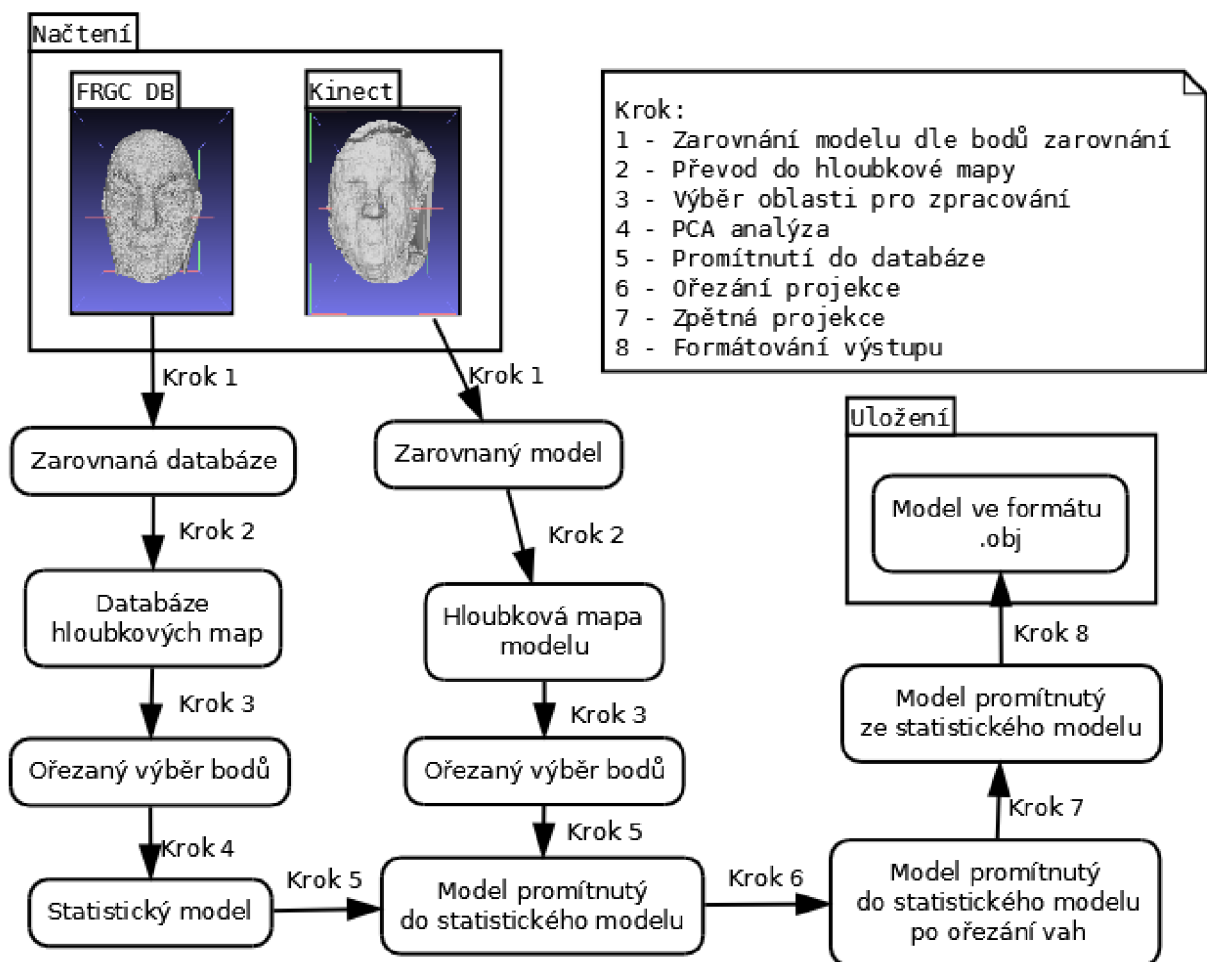 Načtení
FRGC DB
Kinect
Krok:
1 - Zarovnání modelu dle bodů zarovnání
2 - Převod do hloubkové mapy
3 - Výběr oblasti pro zpracování
4 - PCA analýza
5 - Promítnutí do databáze
6 - Ořezání projekce
7 - Zpětná projekce
8 - Formátování výstupu
Krok 1
Krok 1
Zarovnaná databáze
Zarovnaný model
Uložení
Model ve formátu
.obj
Krok 2
Krok 2
Databáze
hloubkových map
Hloubková mapa
modelu
Krok 8
Krok 3
Krok 3
Model promítnutý
ze statistického modelu
Ořezaný výběr bodů
Ořezaný výběr bodů
Krok 7
Krok 4
Krok 5
Krok 5
Krok 6
Statistický model
Model promítnutý
do statistického modelu
Model promítnutý
do statistického modelu
po ořezání vah